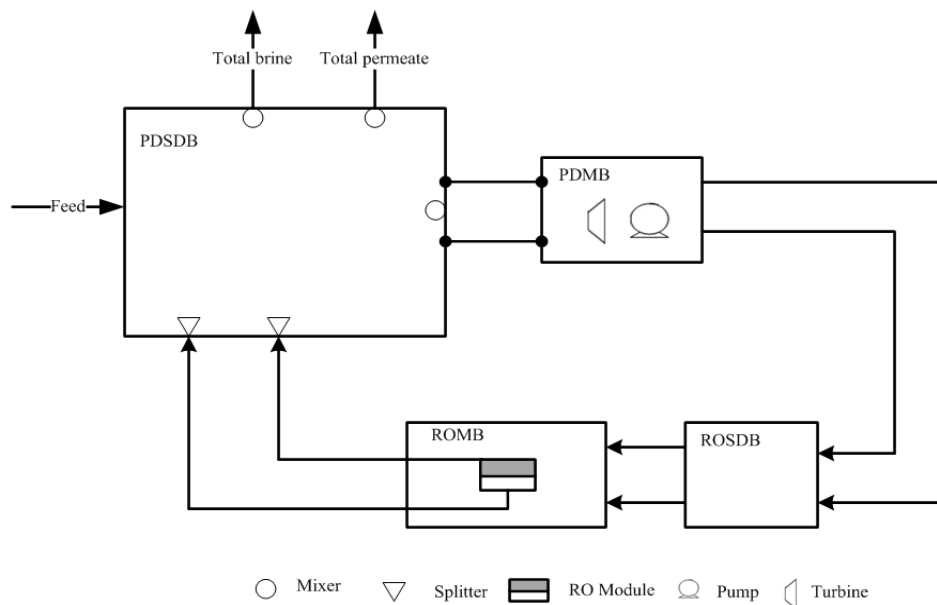 Total brine
Total permeate
PDSDB
PDMB
Feed
ROMB
ROSDB
Mixer
Splitter
RO Module
Pump
Turbine